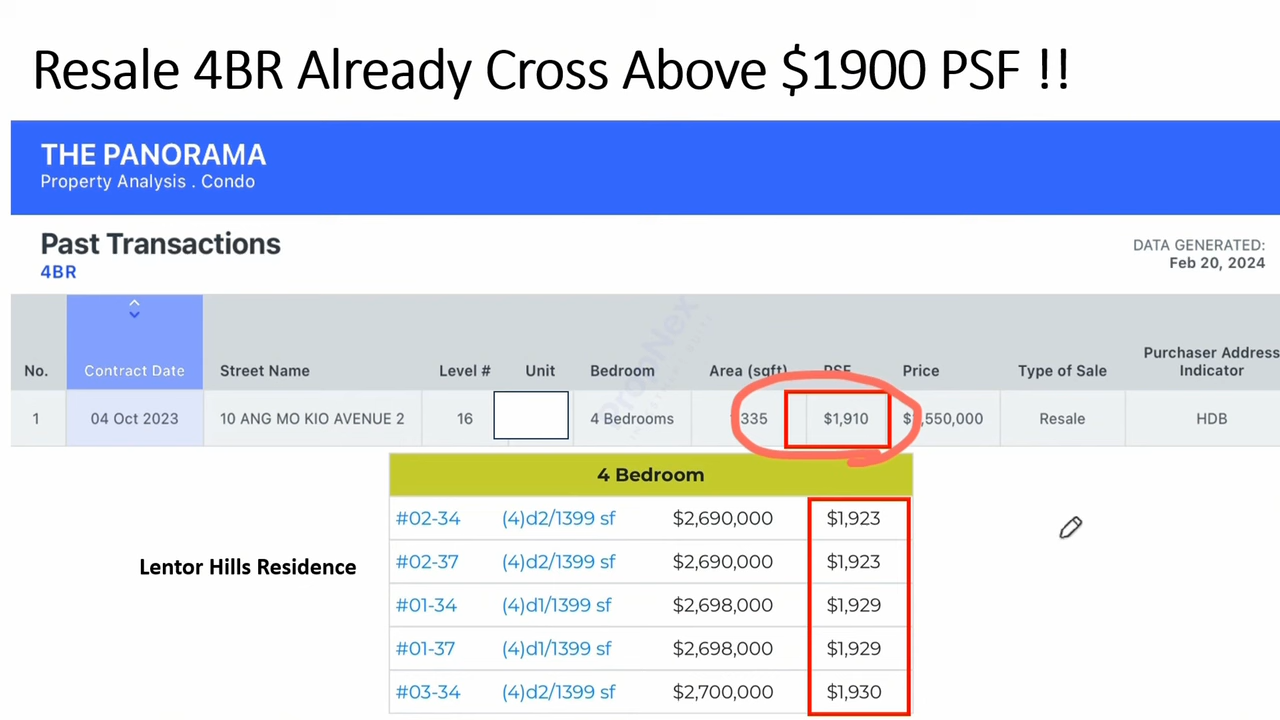 Resale 4BR Already Cross Above $1900 PSF !!
THE PANORAMA
Property Analysis . Condo
Past Transactions
4BR
DATA GENERATED:
Feb 20, 2024
No. Contract Date Street Name Level # Unit Bedroom Area (sqft) PSF Price Type of Sale Purchaser Address Indicator
1 04 Oct 2023 10 ANG MO KIO AVENUE 2 16 4 Bedrooms 335 $1,910 $ ,550,000 Resale HDB
PropNex
4 Bedroom
#02-34 (4)d2/1399 sf $2,690,000 $1,923
#02-37 (4)d2/1399 sf $2,690,000 $1,923
Lentor Hills Residence
#01-34 (4)d1/1399 sf $2,698,000 $1,929
#01-37 (4)d1/1399 sf $2,698,000 $1,929
#03-34 (4)d2/1399 sf $2,700,000 $1,930